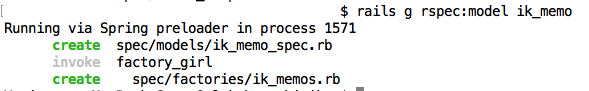 $ rails g rspec:model ik_memo
Running via Spring preloader in process 1571
create spec/models/ik_memo_spec.rb
invoke factory_girl
create spec/factories/ik_memos.rb